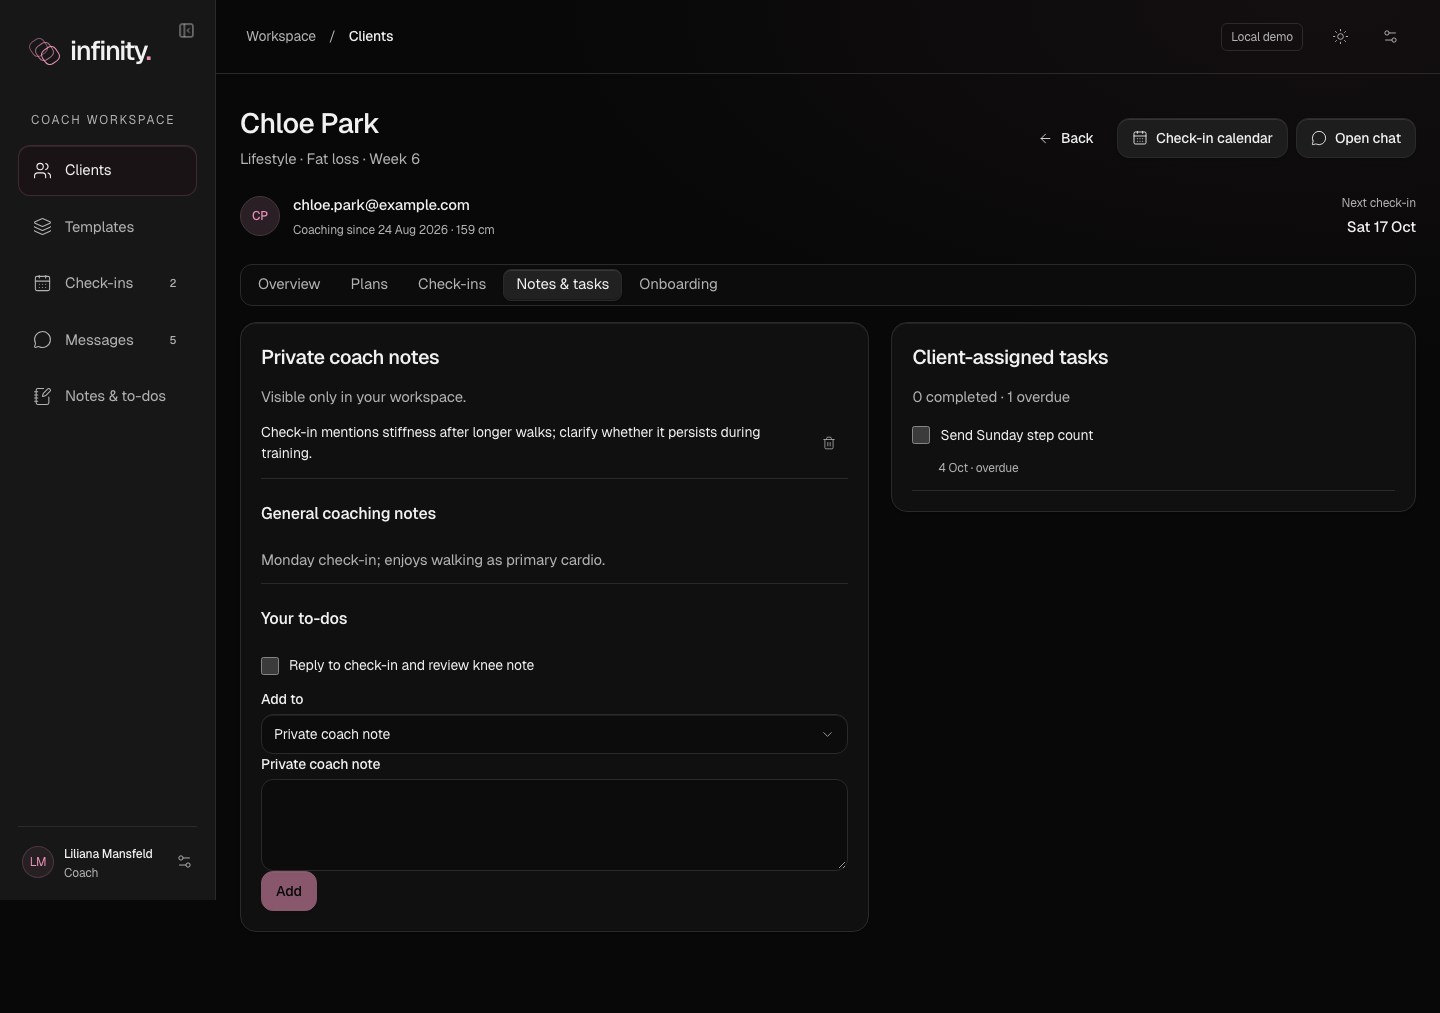 infinity.
COACH WORKSPACE
Clients
Templates
Check-ins 2
Messages 5
Notes & to-dos
LM
Liliana Mansfeld
Coach
Workspace / Clients
Local demo
Chloe Park
Lifestyle · Fat loss · Week 6
Back
Check-in calendar
Open chat
CP
chloe.park@example.com
Coaching since 24 Aug 2026 · 159 cm
Next check-in
Sat 17 Oct
Overview Plans Check-ins Notes & tasks Onboarding
Private coach notes
Visible only in your workspace.
Check-in mentions stiffness after longer walks; clarify whether it persists during
training.
General coaching notes
Monday check-in; enjoys walking as primary cardio.
Your to-dos
Reply to check-in and review knee note
Add to
Private coach note
Private coach note
Add
Client-assigned tasks
0 completed · 1 overdue
Send Sunday step count
4 Oct · overdue